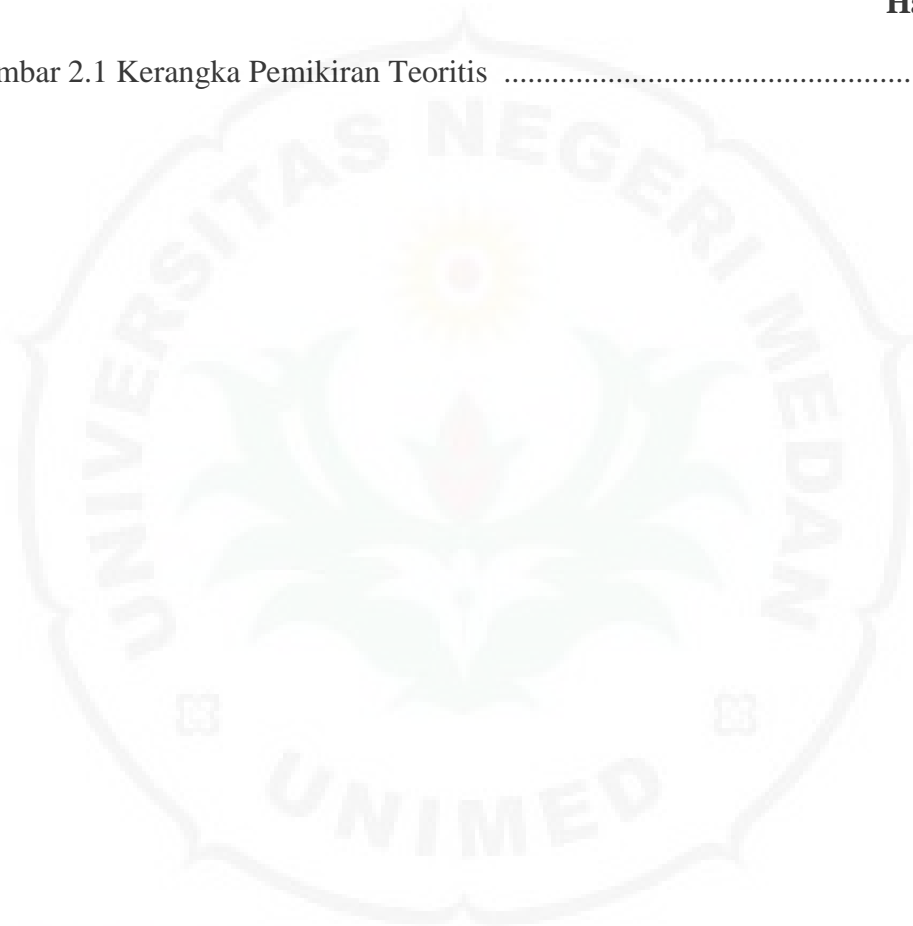 Ha
mbar 2.1 Kerangka Pemikiran Teoritis ....................................................
UNIVERSITAS NEGERI MEDAN
UNIMED